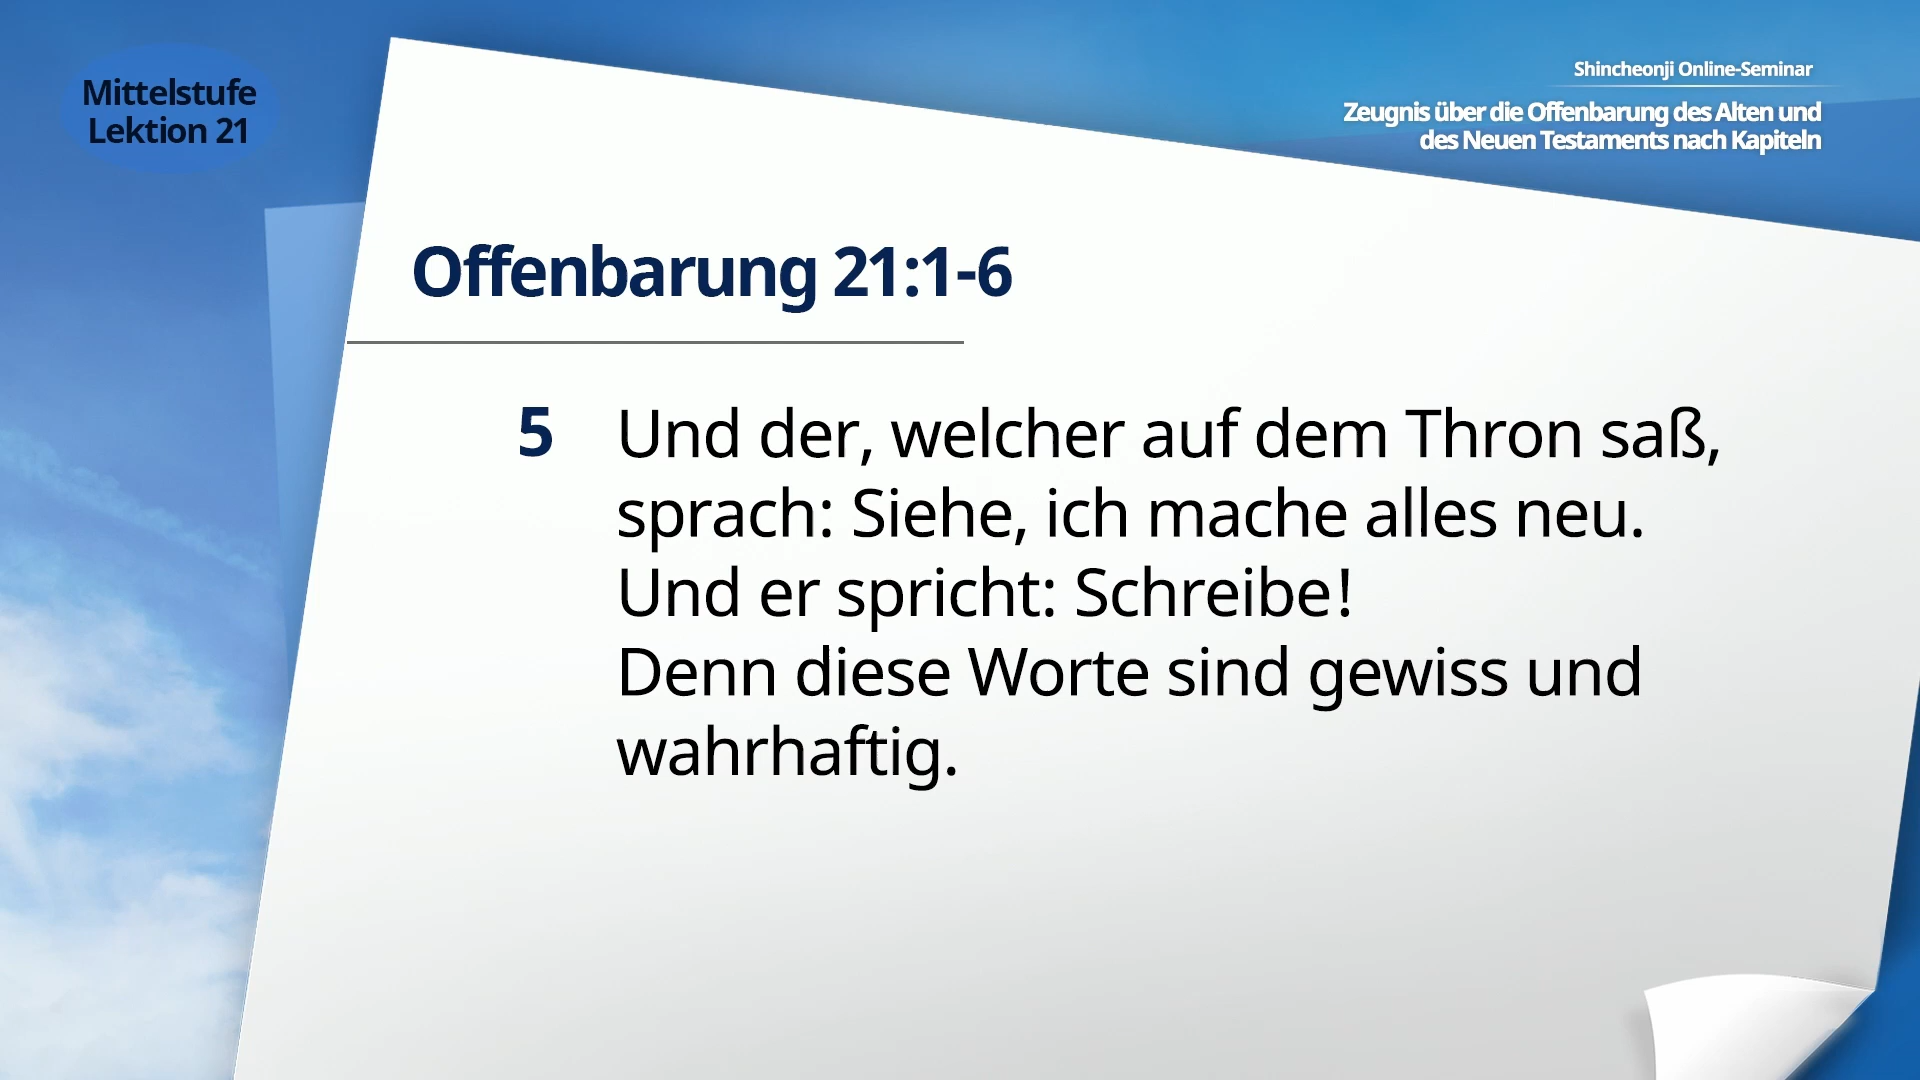 Mittelstufe
Lektion 21
Shincheonji Online-Seminar
Zeugnis über die Offenbarung des Alten und
des Neuen Testaments nach Kapiteln
Offenbarung 21:1-6
5 Und der, welcher auf dem Thron saß,
sprach: Siehe, ich mache alles neu.
Und er spricht: Schreibe!
Denn diese Worte sind gewiss und
wahrhaftig.